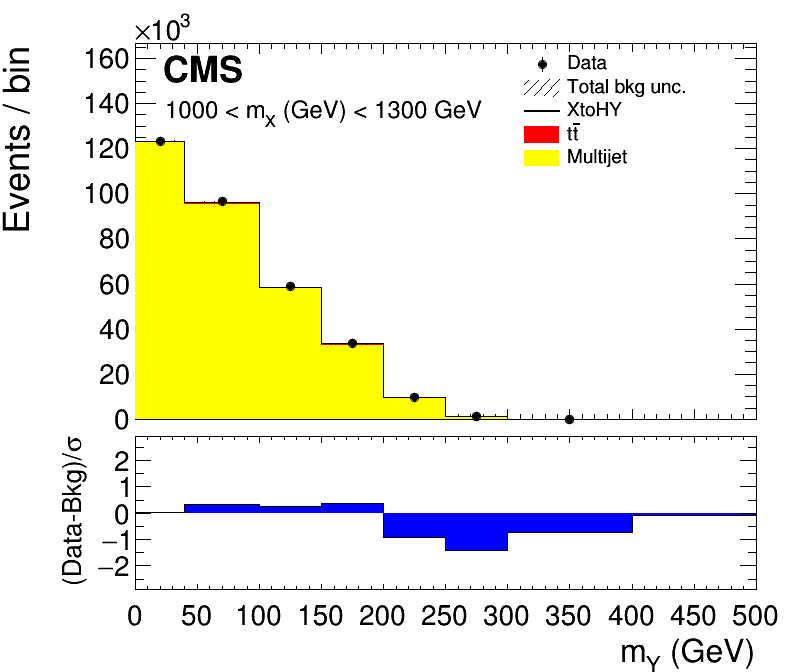 ×10³
Events / bin
160
140
120
100
80
60
40
20
0
CMS
1000 < m_X (GeV) < 1300 GeV
Data
Total bkg unc.
XtoHY
tt̄
Multijet
(Data-Bkg)/σ
2
1
0
−1
−2
0 50 100 150 200 250 300 350 400 450 500
m_Y (GeV)